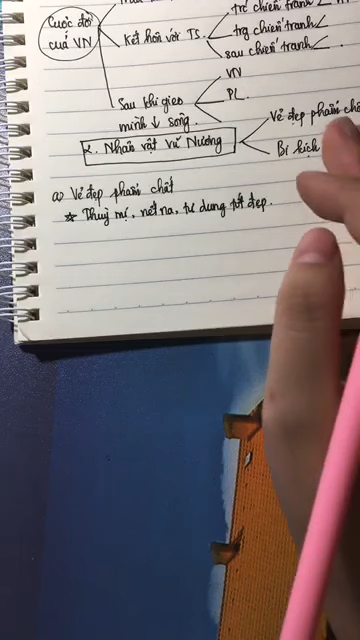 Cuộc đời
của VN
Kết hôn với TS
trc chiến tranh
trg chiến tranh
sau chiến tranh
Sau khi gieo
mình ↓ sông
VN
PL
2. Nhân vật Vũ Nương
Vẻ đẹp phẩm
Bi kịch
a) Vẻ đẹp phẩm chất
* Thuỳ mị, nết na, tư dung tốt đẹp.